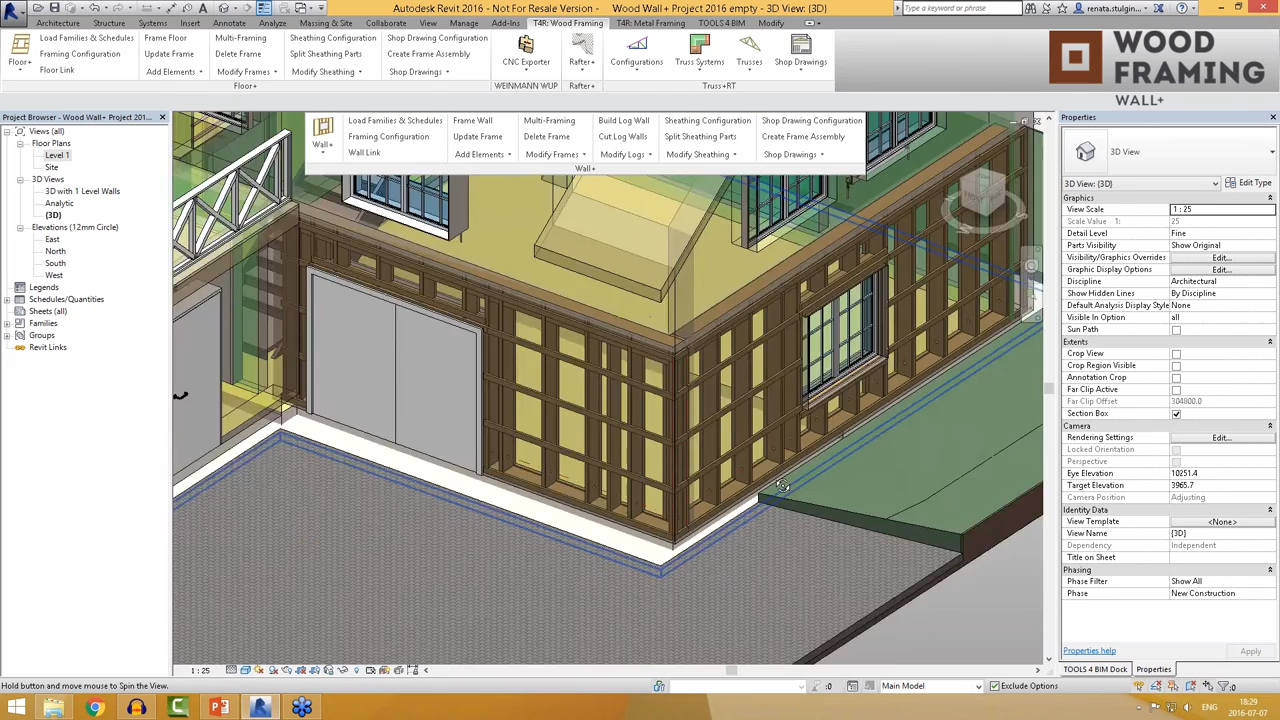 Autodesk Revit 2016 - Not For Resale Version - Wood Wall+ Project 2016 empty - 3D View: {3D}
Type a keyword or phrase
renata.stulgin...
Architecture Structure Systems Insert Annotate Analyze Massing & Site Collaborate View Manage Add-Ins T4R: Wood Framing T4R: Metal Framing TOOLS 4 BIM Modify
Load Families & Schedules Frame Floor Multi-Framing Sheathing Configuration Shop Drawing Configuration
Framing Configuration Update Frame Delete Frame Split Sheathing Parts Create Frame Assembly
Floor+ Floor Link Add Elements Modify Frames Modify Sheathing Shop Drawings
CNC Exporter Rafter+ Configurations Truss Systems Trusses Shop Drawings
Floor+ WEINMANN WUP Rafter+ Truss+RT
WOOD
FRAMING
WALL+
Project Browser - Wood Wall+ Project 201...
Views (all)
Floor Plans
Level 1
Site
3D Views
3D with 1 Level Walls
Analytic
{3D}
Elevations (12mm Circle)
East
North
South
West
Legends
Schedules/Quantities
Sheets (all)
Families
Groups
Revit Links
Load Families & Schedules Frame Wall Multi-Framing Build Log Wall Sheathing Configuration Shop Drawing Configuration
Framing Configuration Update Frame Delete Frame Cut Log Walls Split Sheathing Parts Create Frame Assembly
Wall+ Wall Link Add Elements Modify Frames Modify Logs Modify Sheathing Shop Drawings
Wall+
Properties
3D View
3D View: {3D} Edit Type
Graphics
View Scale 1 : 25
Scale Value 1: 25
Detail Level Fine
Parts Visibility Show Original
Visibility/Graphics Overrides Edit...
Graphic Display Options Edit...
Discipline Architectural
Show Hidden Lines By Discipline
Default Analysis Display Style None
Visible In Option all
Sun Path
Extents
Crop View
Crop Region Visible
Annotation Crop
Far Clip Active
Far Clip Offset 304800.0
Section Box
Camera
Rendering Settings Edit...
Locked Orientation
Perspective
Eye Elevation 10251.4
Target Elevation 3965.7
Camera Position Adjusting
Identity Data
View Template <None>
View Name {3D}
Dependency Independent
Title on Sheet
Phasing
Phase Filter Show All
Phase New Construction
Properties help Apply
TOOLS 4 BIM Dock Properties
1 : 25
Hold button and move mouse to Spin the View.
:0 Main Model Exclude Options :0
ENG
18:29
2016-07-07